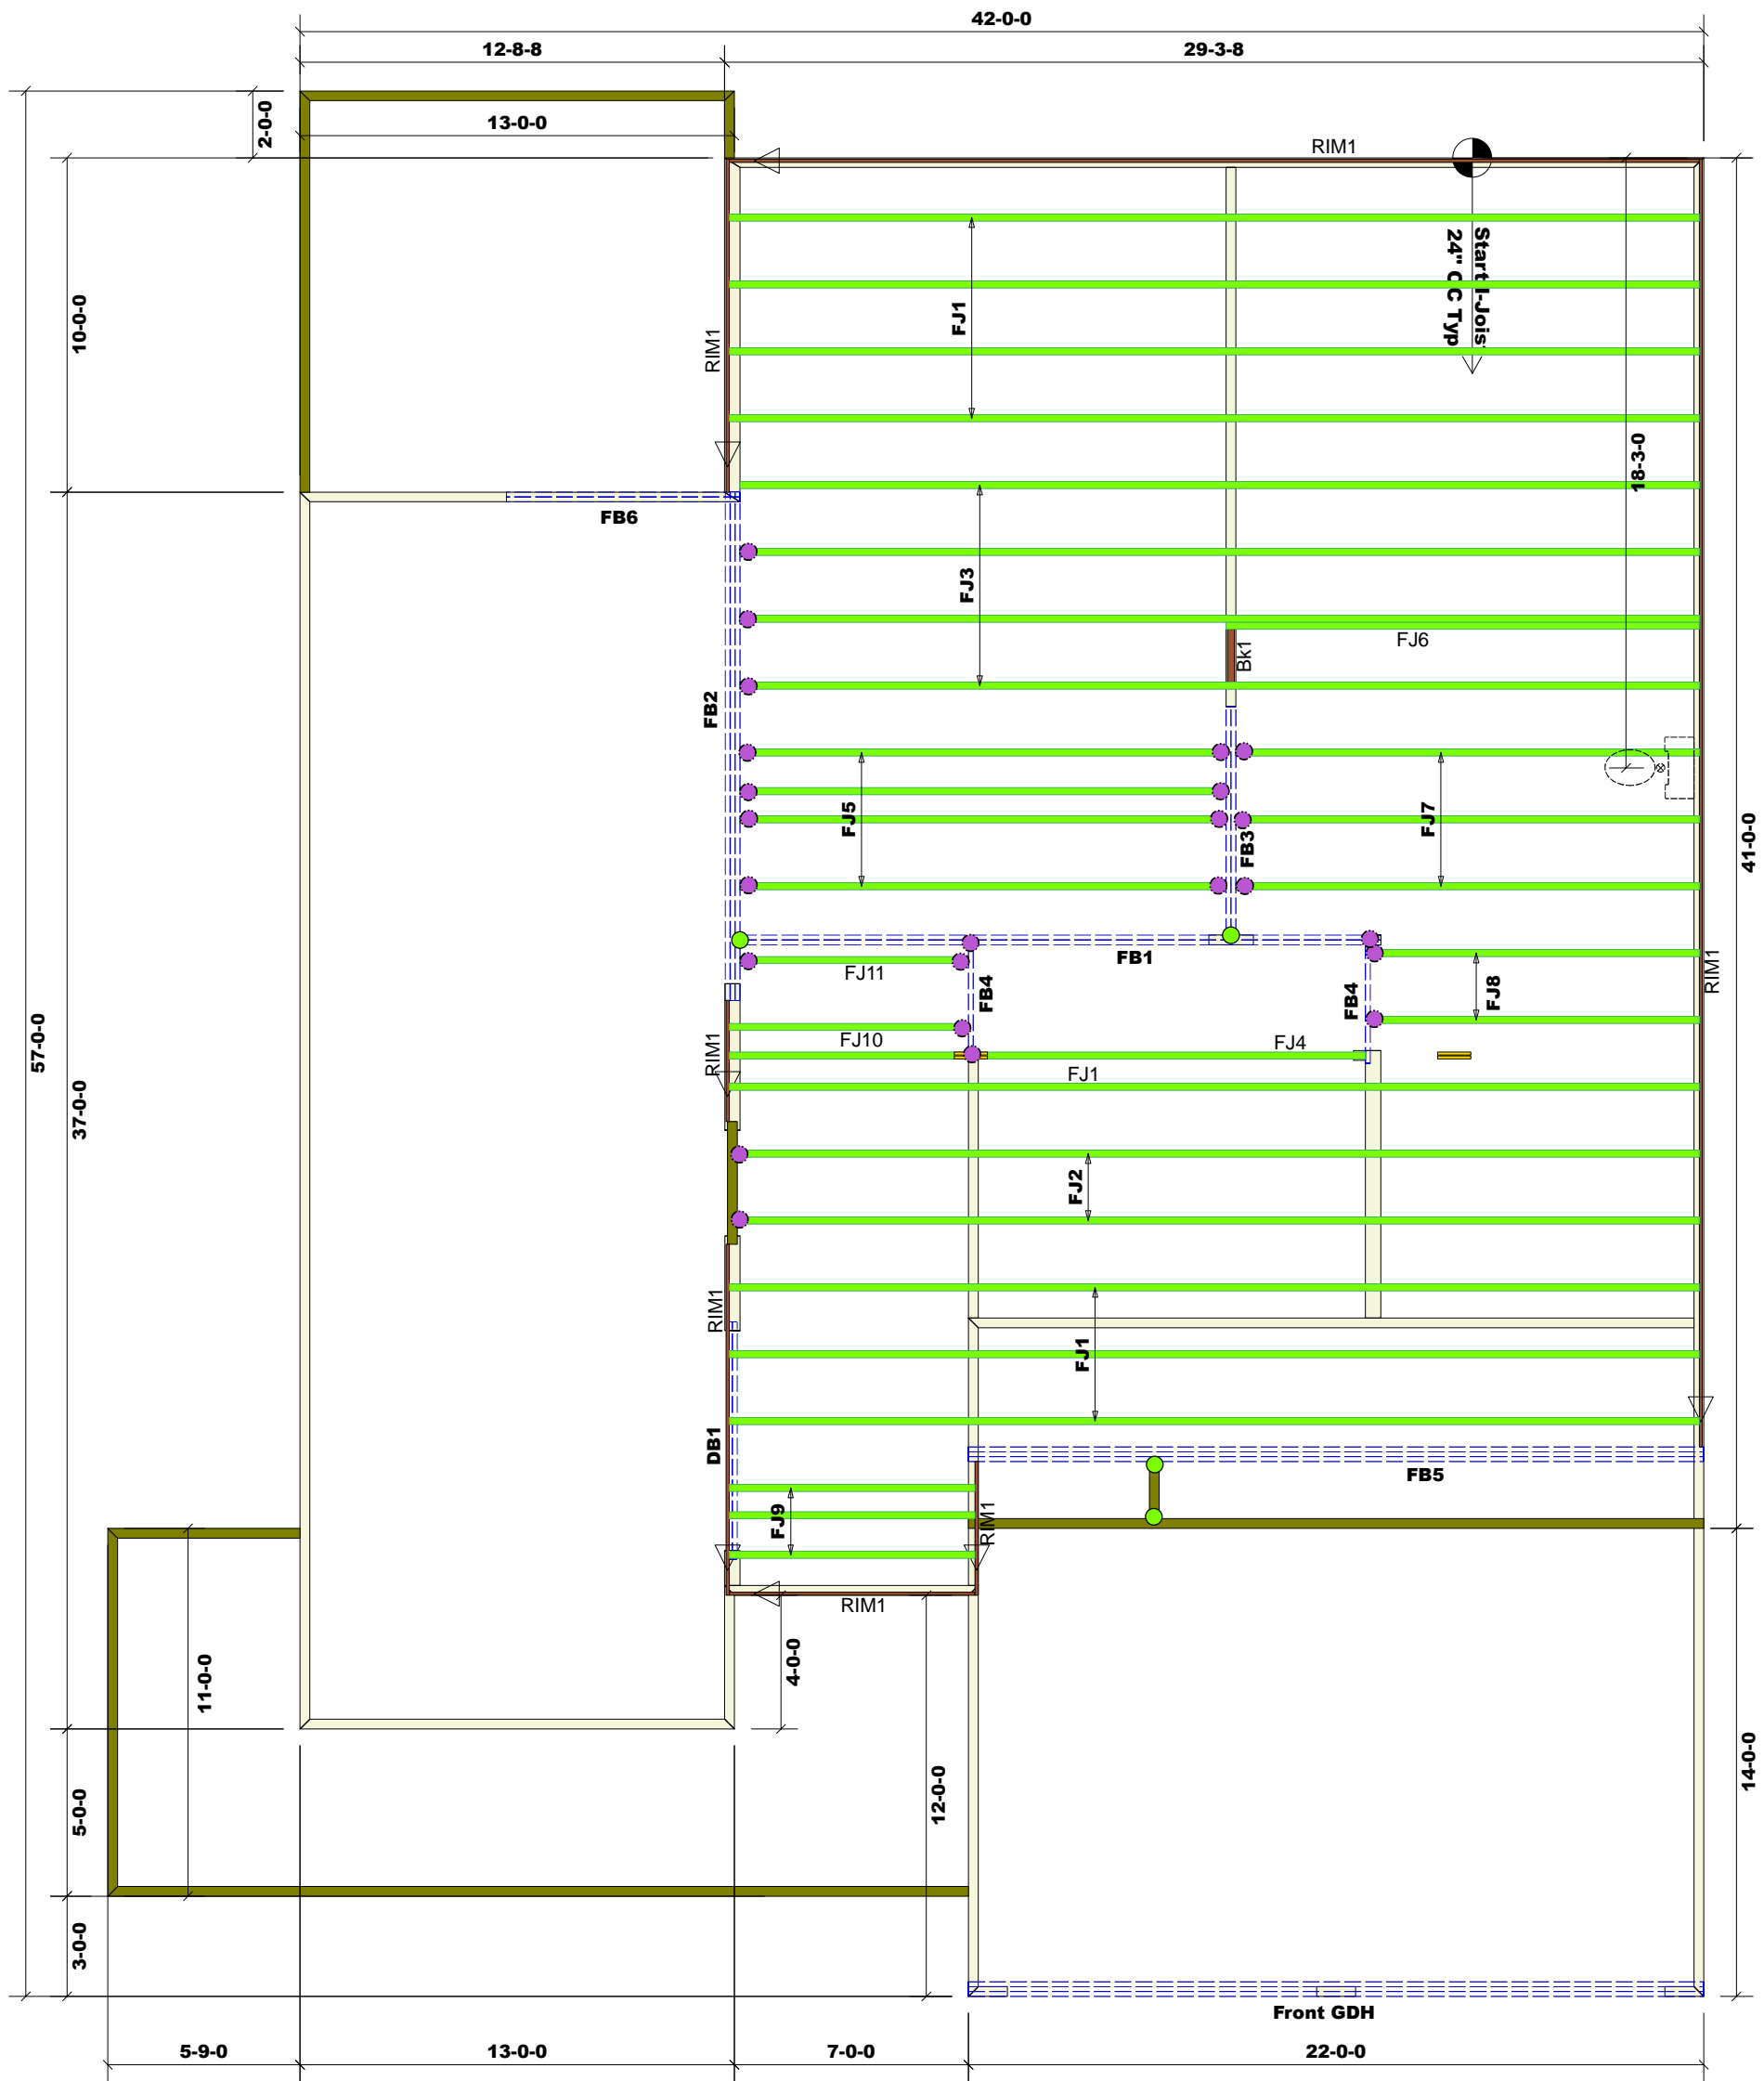 42-0-0
12-8-8
29-3-8
2-0-0
13-0-0
RIM1
Start I-Jois
24" OC Typ
10-0-0
FJ1
RIM1
18-3-0
FB6
FJ3
FJ6
Bk1
FB2
FJ5
FB3
FJ7
41-0-0
FB1
FJ11
FB4
FB4
FJ8
RIM1
57-0-0
37-0-0
RIM1
FJ10
FJ4
FJ1
FJ2
RIM1
FJ1
DB1
FB5
FJ9
RIM1
RIM1
11-0-0
4-0-0
12-0-0
14-0-0
5-0-0
3-0-0
Front GDH
5-9-0
13-0-0
7-0-0
22-0-0